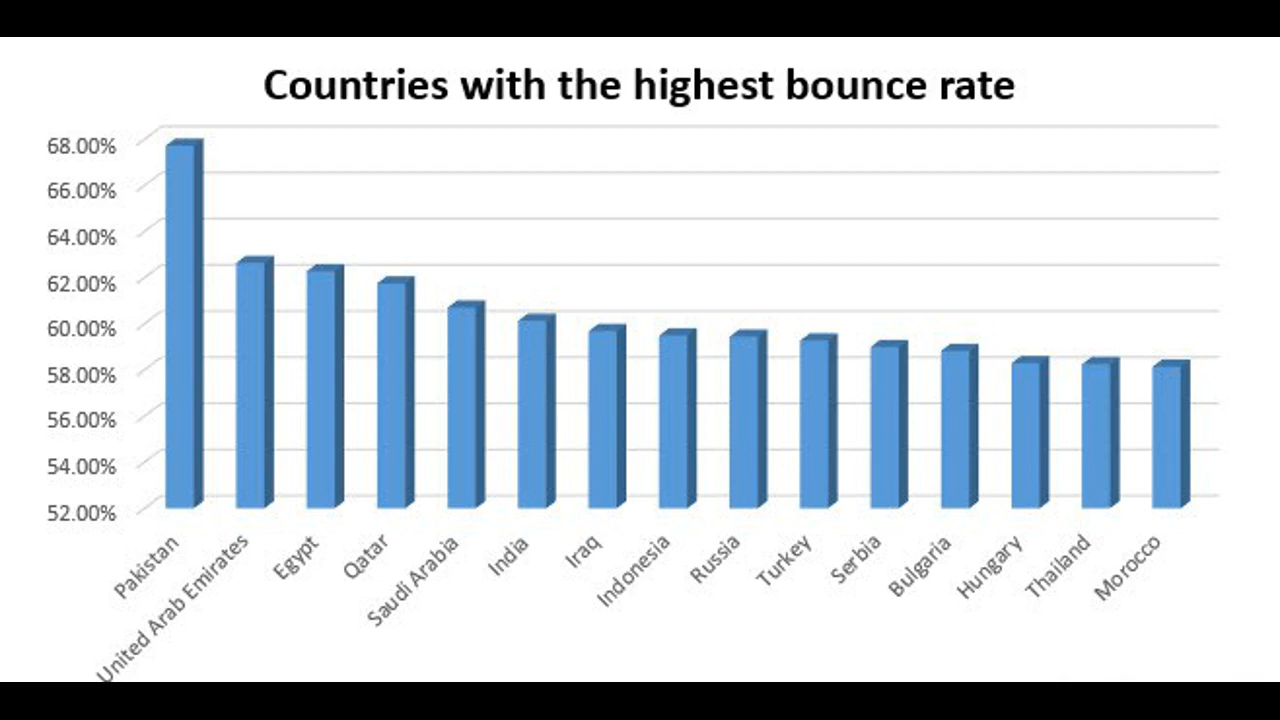 Countries with the highest bounce rate
68.00%
66.00%
64.00%
62.00%
60.00%
58.00%
56.00%
54.00%
52.00%
Pakistan
United Arab Emirates
Egypt
Qatar
Saudi Arabia
India
Iraq
Indonesia
Russia
Turkey
Serbia
Bulgaria
Hungary
Thailand
Morocco